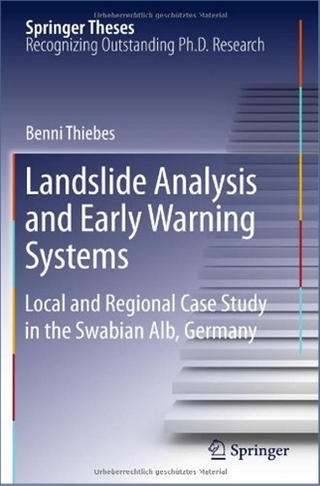 Urheberrechtlich geschütztes Material
Springer Theses
Recognizing Outstanding Ph.D. Research
Benni Thiebes
Landslide Analysis
and Early Warning
Systems
Local and Regional Case Study
in the Swabian Alb, Germany
Springer
Urheberrechtlich geschütztes Material